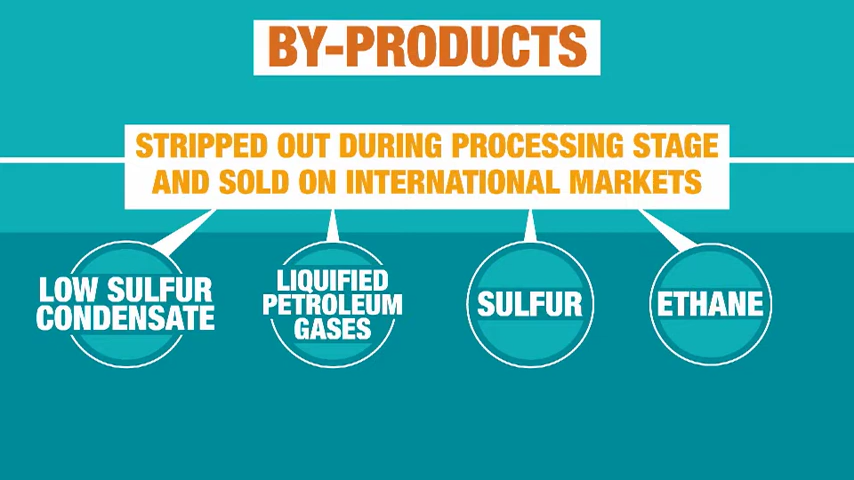 BY-PRODUCTS
STRIPPED OUT DURING PROCESSING STAGE
AND SOLD ON INTERNATIONAL MARKETS
LOW SULFUR
CONDENSATE
LIQUIFIED
PETROLEUM
GASES
SULFUR
ETHANE